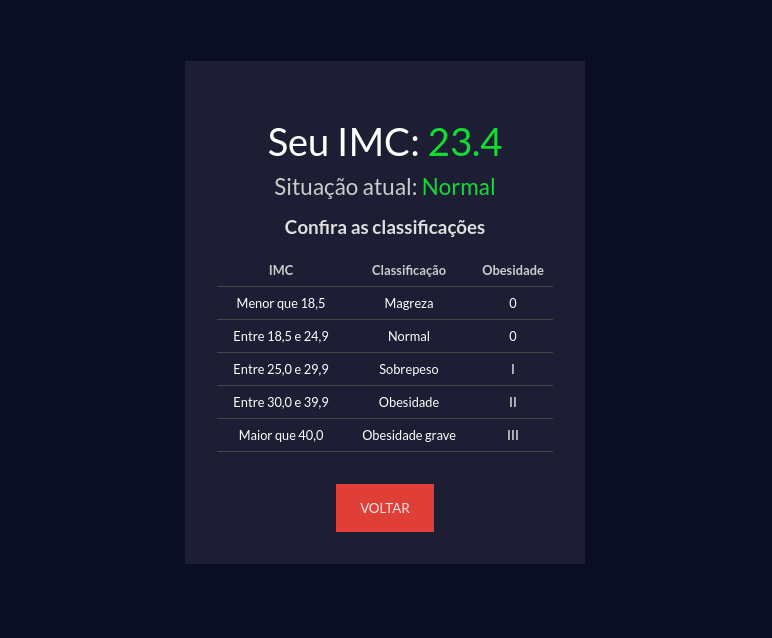 Seu IMC: 23.4
Situação atual: Normal
Confira as classificações
IMC Classificação Obesidade
Menor que 18,5 Magreza 0
Entre 18,5 e 24,9 Normal 0
Entre 25,0 e 29,9 Sobrepeso I
Entre 30,0 e 39,9 Obesidade II
Maior que 40,0 Obesidade grave III
VOLTAR